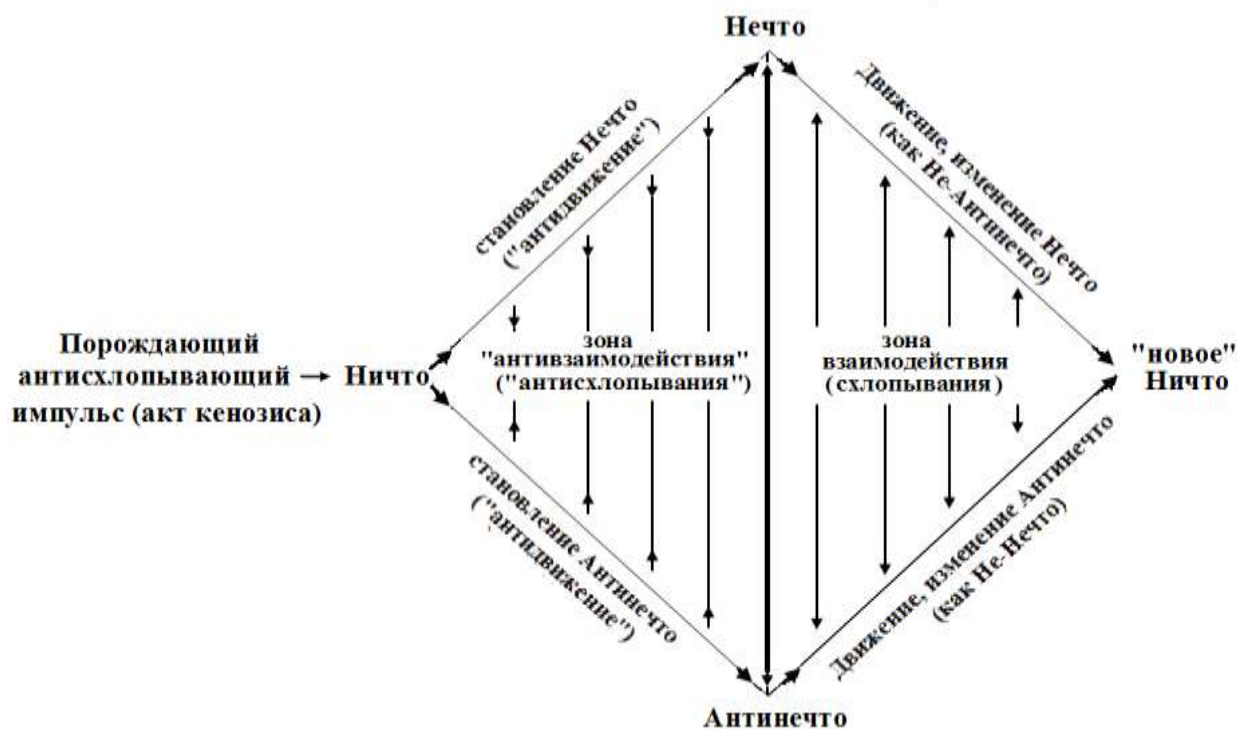 Нечто
становление Нечто
("антидвижение")
Движение, изменение Нечто
(как Не-Антинечто)
Порождающий
антисхлопывающий
импульс (акт кенозиса)
Ничто
зона
"антивзаимодействия"
("антисхлопывания")
зона
взаимодействия
(схлопывания)
"новое"
Ничто
становление Антинечто
("антидвижение")
Движение, изменение Антинечто
(как Не-Нечто)
Антинечто